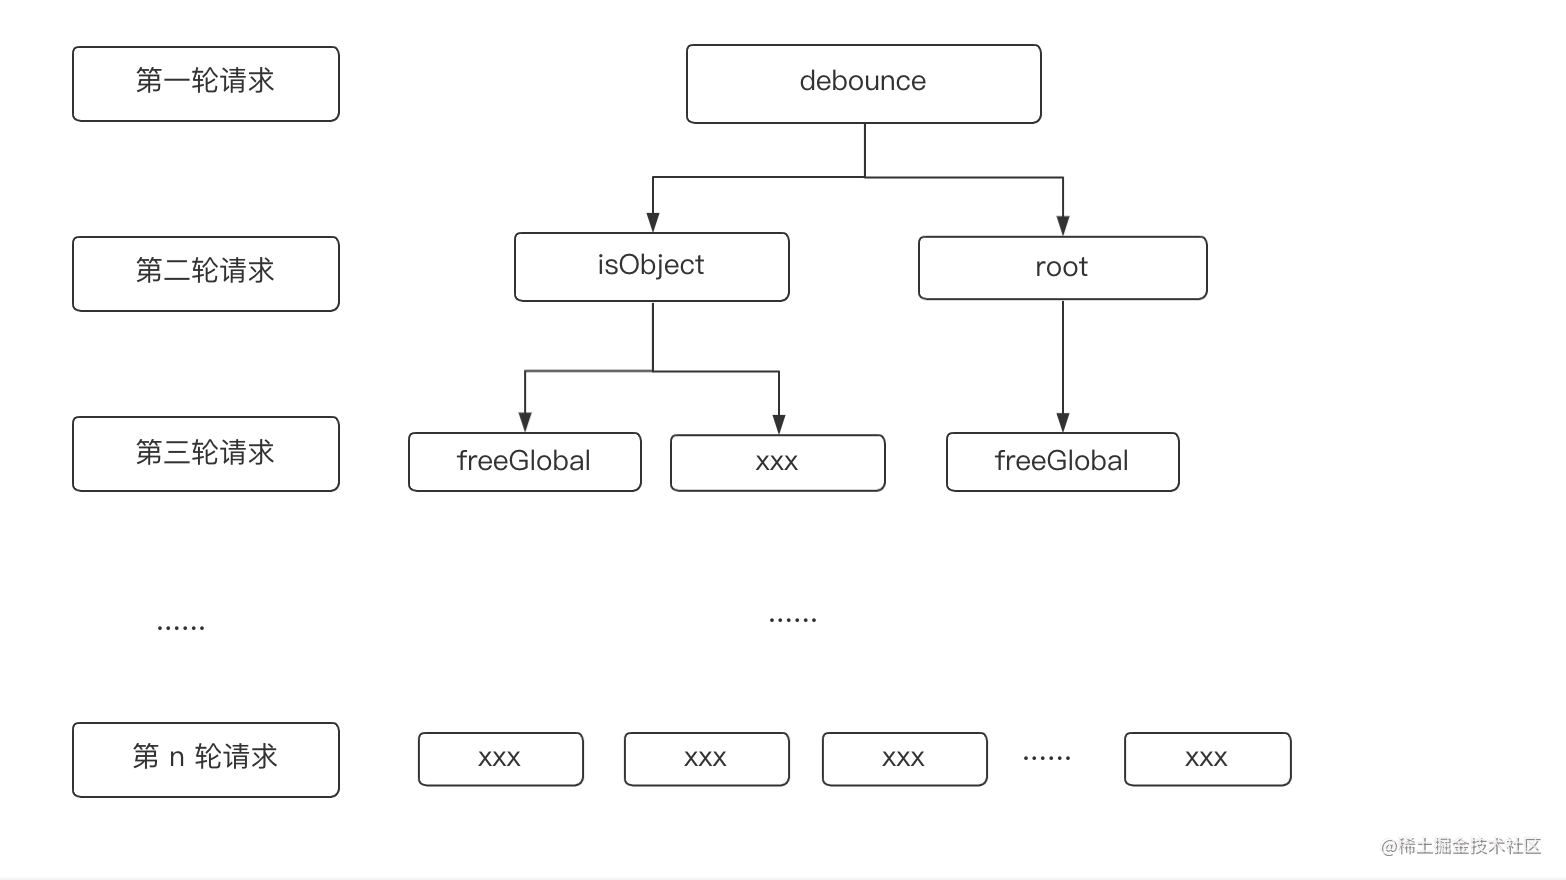 第一轮请求
debounce
第二轮请求
isObject
root
第三轮请求
freeGlobal
xxx
freeGlobal
......
......
第 n 轮请求
xxx
xxx
xxx
......
xxx
@稀土掘金技术社区